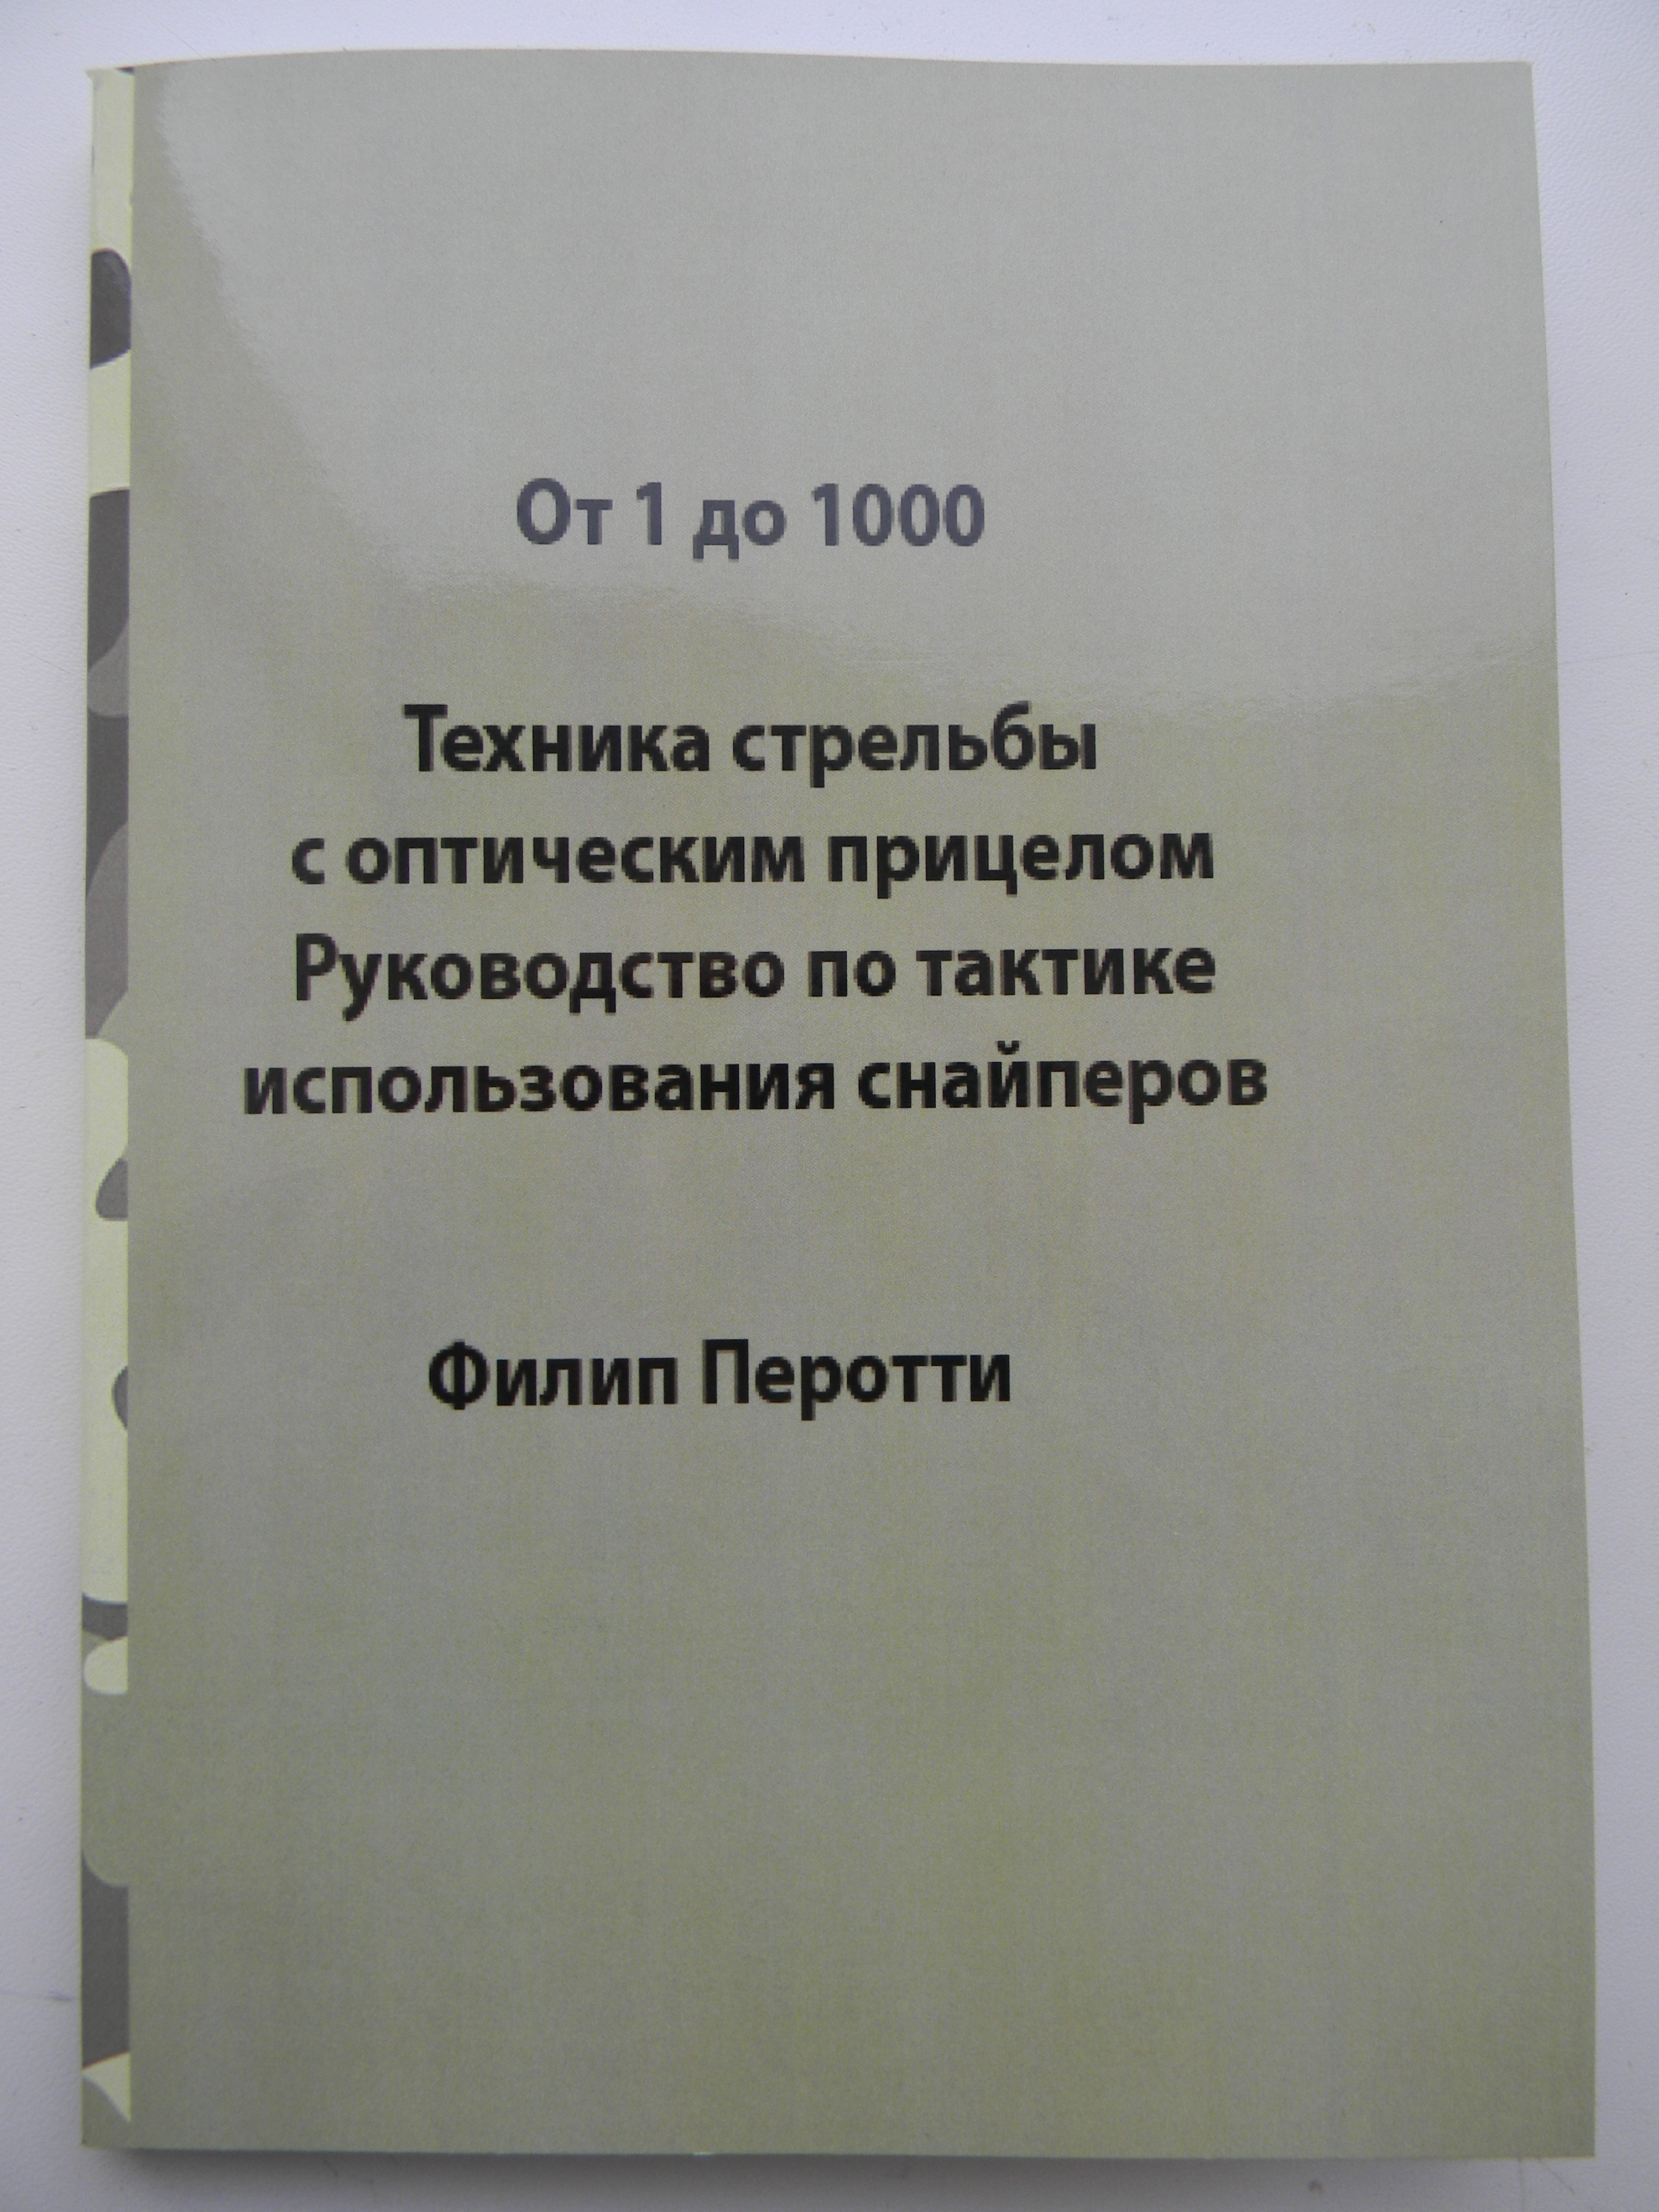 От 1 до 1000
Техника стрельбы
с оптическим прицелом
Руководство по тактике
использования снайперов
Филип Перотти